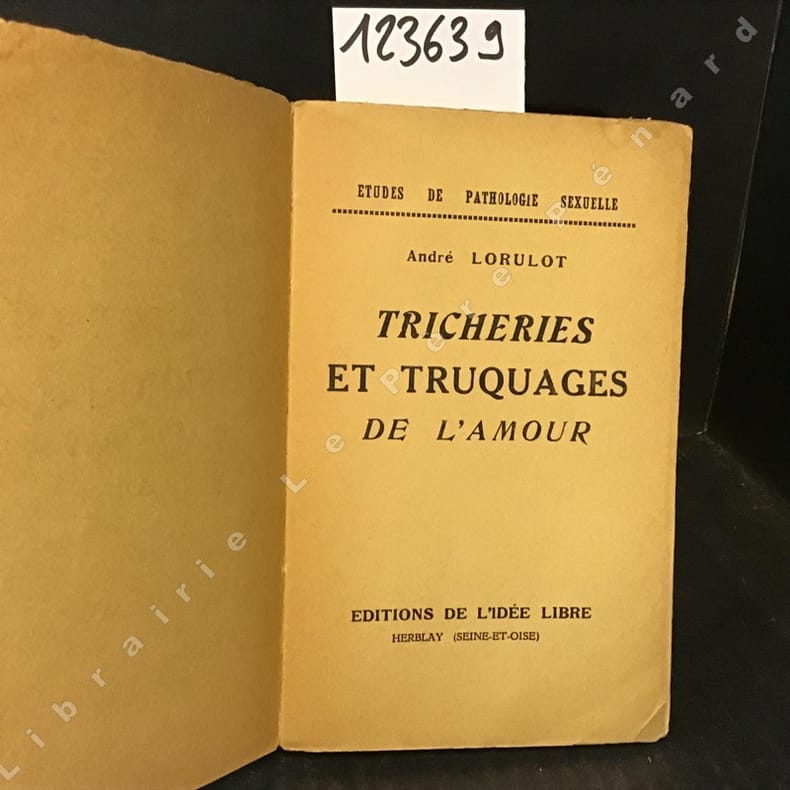 123639
ETUDES DE PATHOLOGIE SEXUELLE
André LORULOT
TRICHERIES
ET TRUQUAGES
DE L'AMOUR
EDITIONS DE L'IDÉE LIBRE
HERBLAY (SEINE-ET-OISE)
Librairie Le Père Pénard